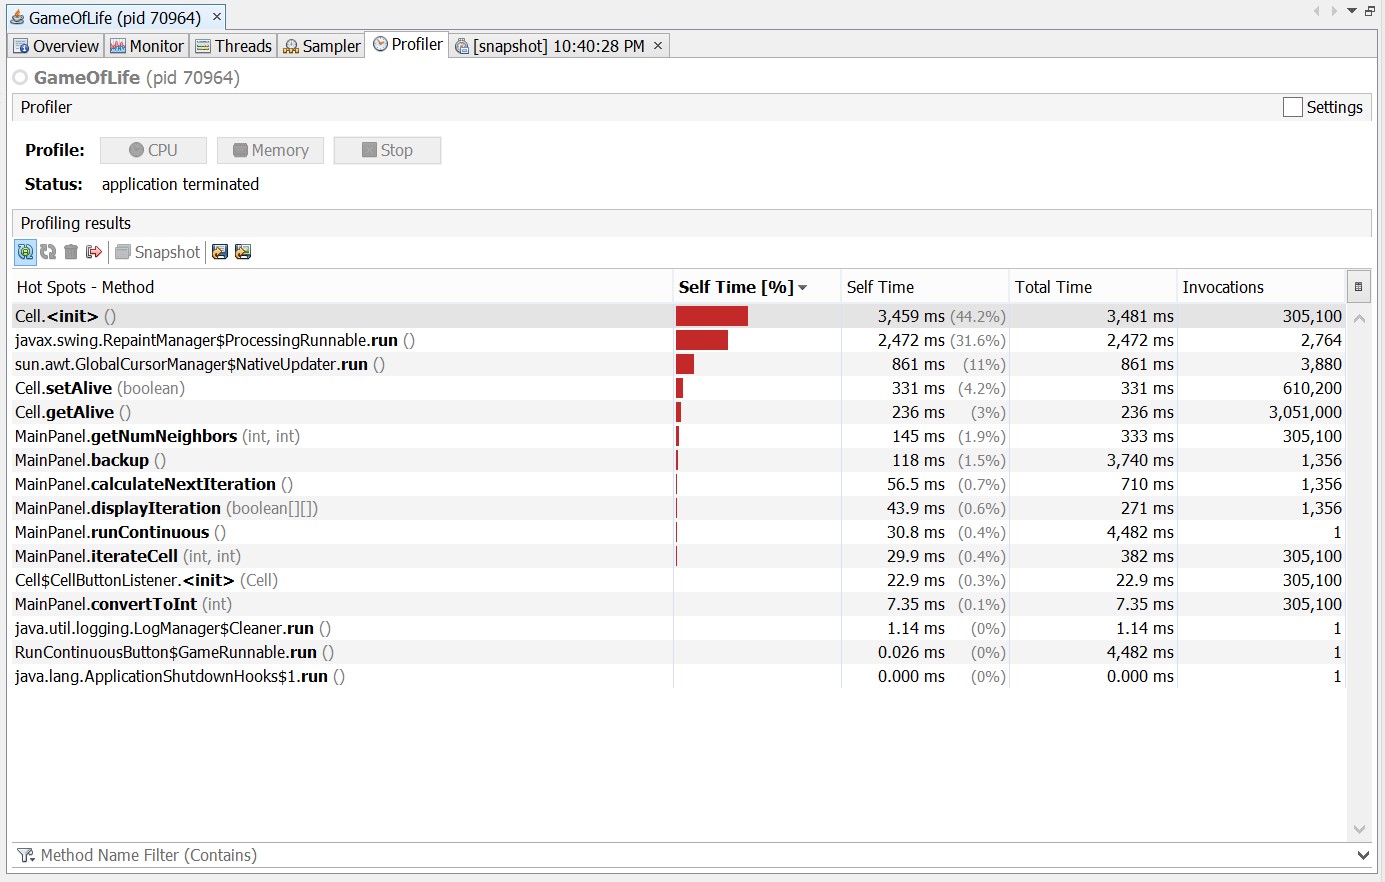 GameOfLife (pid 70964) ×
Overview Monitor Threads Sampler Profiler [snapshot] 10:40:28 PM ×
GameOfLife (pid 70964)
Profiler Settings
Profile: CPU Memory Stop
Status: application terminated
Profiling results
Snapshot
Hot Spots - Method Self Time [%] Self Time Total Time Invocations
Cell.<init> () 3,459 ms (44.2%) 3,481 ms 305,100
javax.swing.RepaintManager$ProcessingRunnable.run () 2,472 ms (31.6%) 2,472 ms 2,764
sun.awt.GlobalCursorManager$NativeUpdater.run () 861 ms (11%) 861 ms 3,880
Cell.setAlive (boolean) 331 ms (4.2%) 331 ms 610,200
Cell.getAlive () 236 ms (3%) 236 ms 3,051,000
MainPanel.getNumNeighbors (int, int) 145 ms (1.9%) 333 ms 305,100
MainPanel.backup () 118 ms (1.5%) 3,740 ms 1,356
MainPanel.calculateNextIteration () 56.5 ms (0.7%) 710 ms 1,356
MainPanel.displayIteration (boolean[][]) 43.9 ms (0.6%) 271 ms 1,356
MainPanel.runContinuous () 30.8 ms (0.4%) 4,482 ms 1
MainPanel.iterateCell (int, int) 29.9 ms (0.4%) 382 ms 305,100
Cell$CellButtonListener.<init> (Cell) 22.9 ms (0.3%) 22.9 ms 305,100
MainPanel.convertToInt (int) 7.35 ms (0.1%) 7.35 ms 305,100
java.util.logging.LogManager$Cleaner.run () 1.14 ms (0%) 1.14 ms 1
RunContinuousButton$GameRunnable.run () 0.026 ms (0%) 4,482 ms 1
java.lang.ApplicationShutdownHooks$1.run () 0.000 ms (0%) 0.000 ms 1
Method Name Filter (Contains)